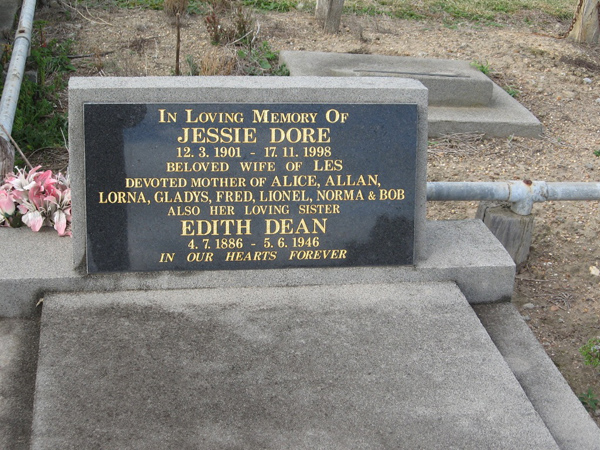 In Loving Memory Of
JESSIE DORE
12. 3. 1901 - 17. 11. 1998
BELOVED WIFE OF LES
DEVOTED MOTHER OF ALICE, ALLAN,
LORNA, GLADYS, FRED, LIONEL, NORMA & BOB
ALSO HER LOVING SISTER
EDITH DEAN
4. 7. 1886 - 5. 6. 1946
IN OUR HEARTS FOREVER